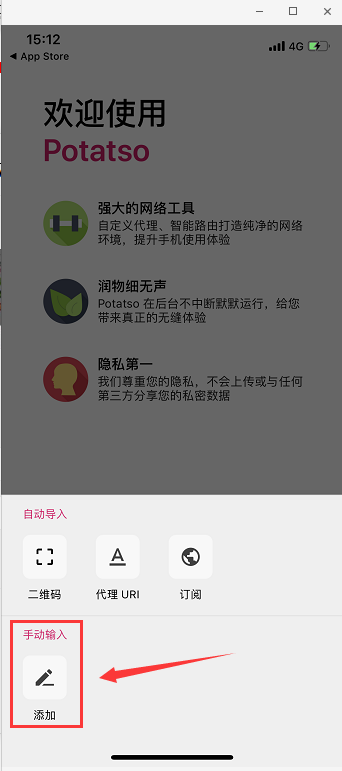 15:12
4G
◀ App Store
欢迎使用
Potatso
强大的网络工具
自定义代理、智能路由打造纯净的网络
环境，提升手机使用体验
润物细无声
Potatso 在后台不中断默默运行，给您
带来真正的无缝体验
隐私第一
我们尊重您的隐私，不会上传或与任何
第三方分享您的私密数据
自动导入
二维码
代理 URI
订阅
手动输入
添加